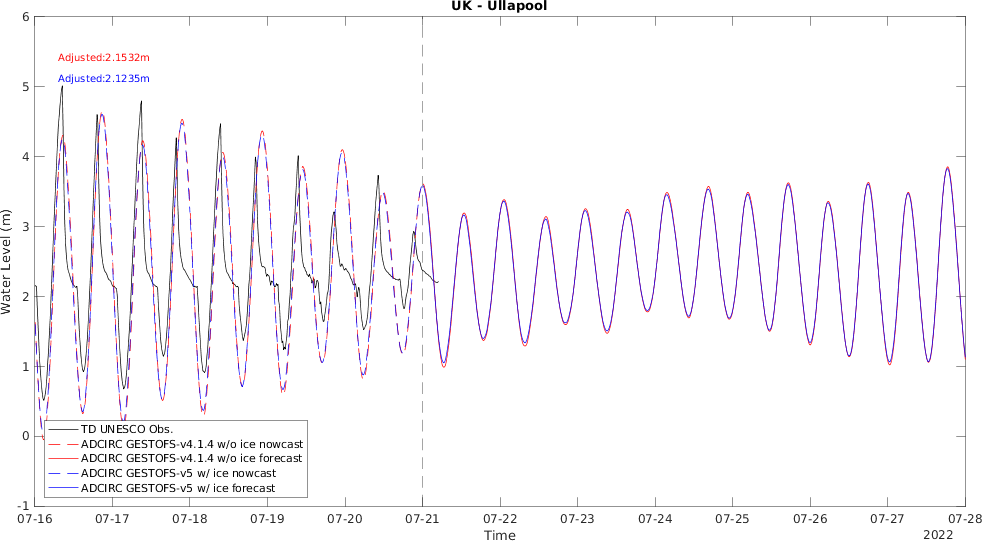 UK - Ullapool
6
5
4
3
2
1
0
-1
Water Level (m)
Adjusted:2.1532m
Adjusted:2.1235m
TD UNESCO Obs.
ADCIRC GESTOFS-v4.1.4 w/o ice nowcast
ADCIRC GESTOFS-v4.1.4 w/o ice forecast
ADCIRC GESTOFS-v5 w/ ice nowcast
ADCIRC GESTOFS-v5 w/ ice forecast
07-16 07-17 07-18 07-19 07-20 07-21 07-22 07-23 07-24 07-25 07-26 07-27 07-28
Time
2022